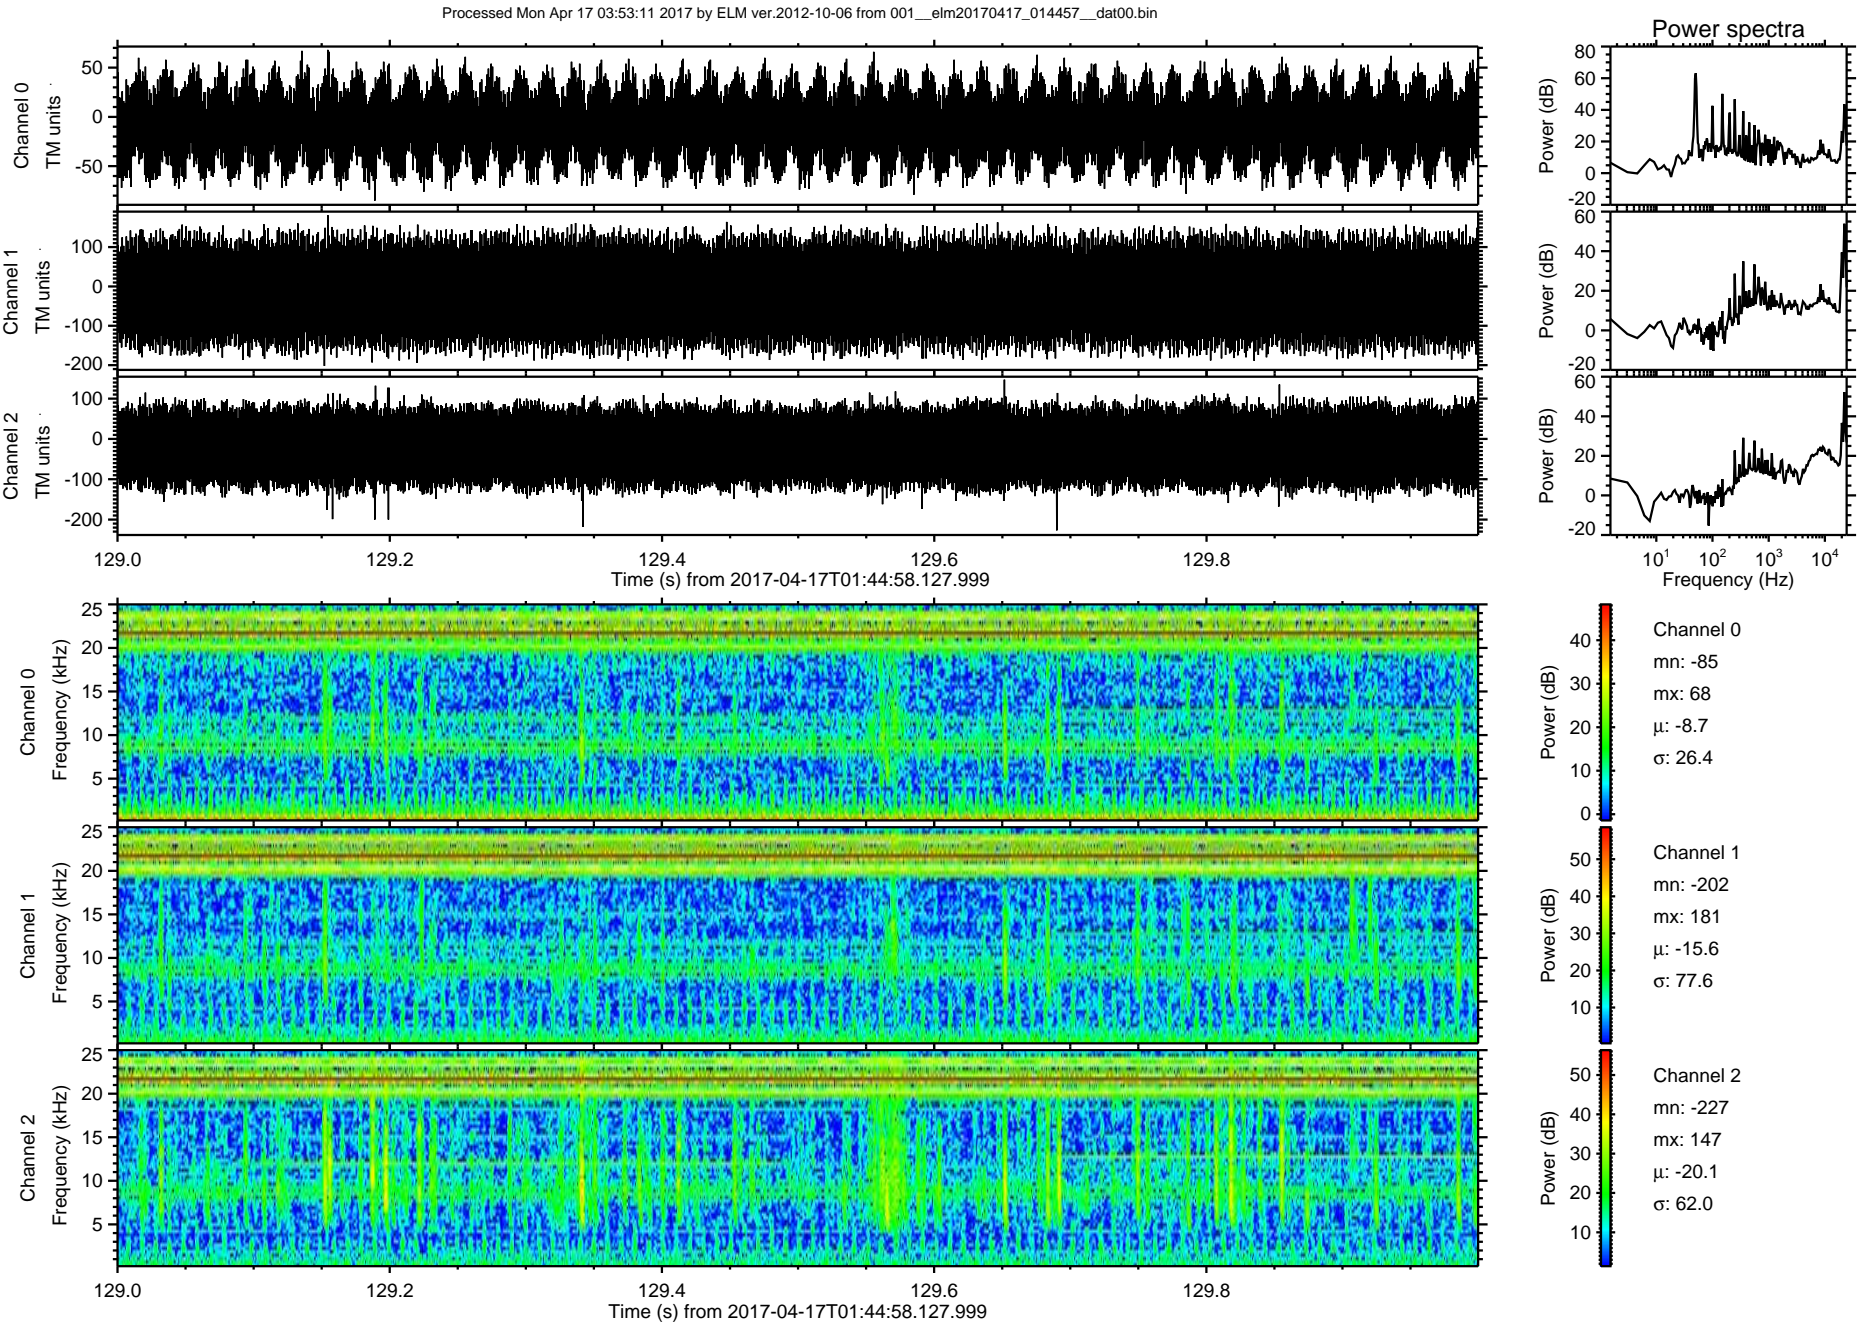 Processed Mon Apr 17 03:53:11 2017 by ELM ver.2012-10-06 from 001__elm20170417_014457__dat00.bin
Power spectra
Channel 0
TM units
50
0
-50
Power (dB)
80
60
40
20
0
-20
Channel 1
TM units
100
0
-100
-200
Power (dB)
60
40
20
0
-20
Channel 2
TM units
100
0
-100
-200
Power (dB)
60
40
20
0
-20
129.0 129.2 129.4 129.6 129.8
Time (s) from 2017-04-17T01:44:58.127.999
10¹ 10² 10³ 10⁴
Frequency (Hz)
Channel 0
Frequency (kHz)
25
20
15
10
5
Power (dB)
40
30
20
10
0
Channel 0
mn: -85
mx: 68
μ: -8.7
σ: 26.4
Channel 1
Frequency (kHz)
25
20
15
10
5
Power (dB)
50
40
30
20
10
Channel 1
mn: -202
mx: 181
μ: -15.6
σ: 77.6
Channel 2
Frequency (kHz)
25
20
15
10
5
Power (dB)
50
40
30
20
10
Channel 2
mn: -227
mx: 147
μ: -20.1
σ: 62.0
129.0 129.2 129.4 129.6 129.8
Time (s) from 2017-04-17T01:44:58.127.999